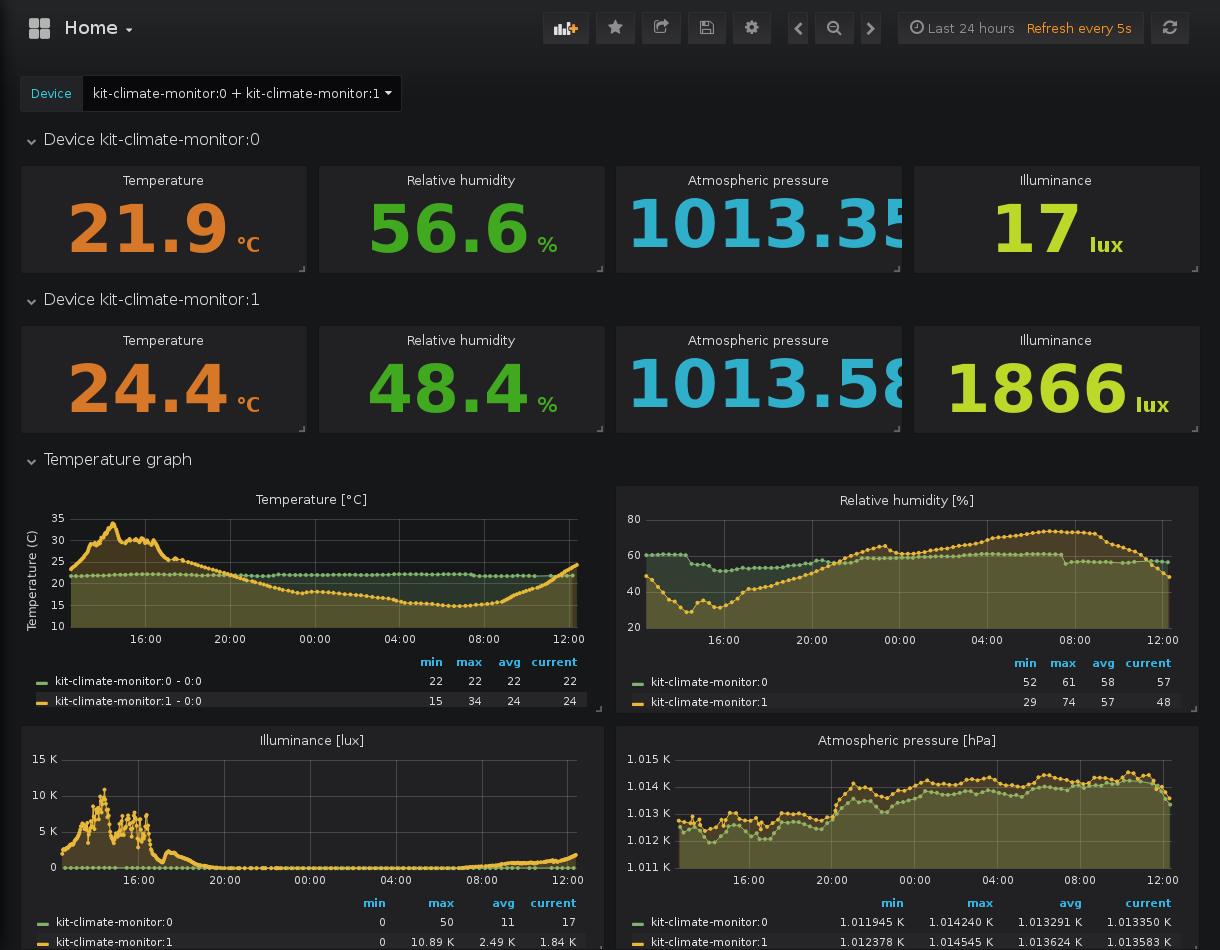 Home
Last 24 hours Refresh every 5s
Device kit-climate-monitor:0 + kit-climate-monitor:1
Device kit-climate-monitor:0
Temperature Relative humidity Atmospheric pressure Illuminance
21.9 °C 56.6 % 1013.35 17 lux
Device kit-climate-monitor:1
Temperature Relative humidity Atmospheric pressure Illuminance
24.4 °C 48.4 % 1013.58 1866 lux
Temperature graph
Temperature [°C]
Temperature (C)
35
30
25
20
15
10
16:00 20:00 00:00 04:00 08:00 12:00
min max avg current
kit-climate-monitor:0 - 0:0 22 22 22 22
kit-climate-monitor:1 - 0:0 15 34 24 24
Relative humidity [%]
80
60
40
20
16:00 20:00 00:00 04:00 08:00 12:00
min max avg current
kit-climate-monitor:0 52 61 58 57
kit-climate-monitor:1 29 74 57 48
Illuminance [lux]
15 K
10 K
5 K
0
16:00 20:00 00:00 04:00 08:00 12:00
min max avg current
kit-climate-monitor:0 0 50 11 17
kit-climate-monitor:1 0 10.89 K 2.49 K 1.84 K
Atmospheric pressure [hPa]
1.015 K
1.014 K
1.013 K
1.012 K
1.011 K
16:00 20:00 00:00 04:00 08:00 12:00
min max avg current
kit-climate-monitor:0 1.011945 K 1.014240 K 1.013291 K 1.013350 K
kit-climate-monitor:1 1.012378 K 1.014545 K 1.013624 K 1.013583 K